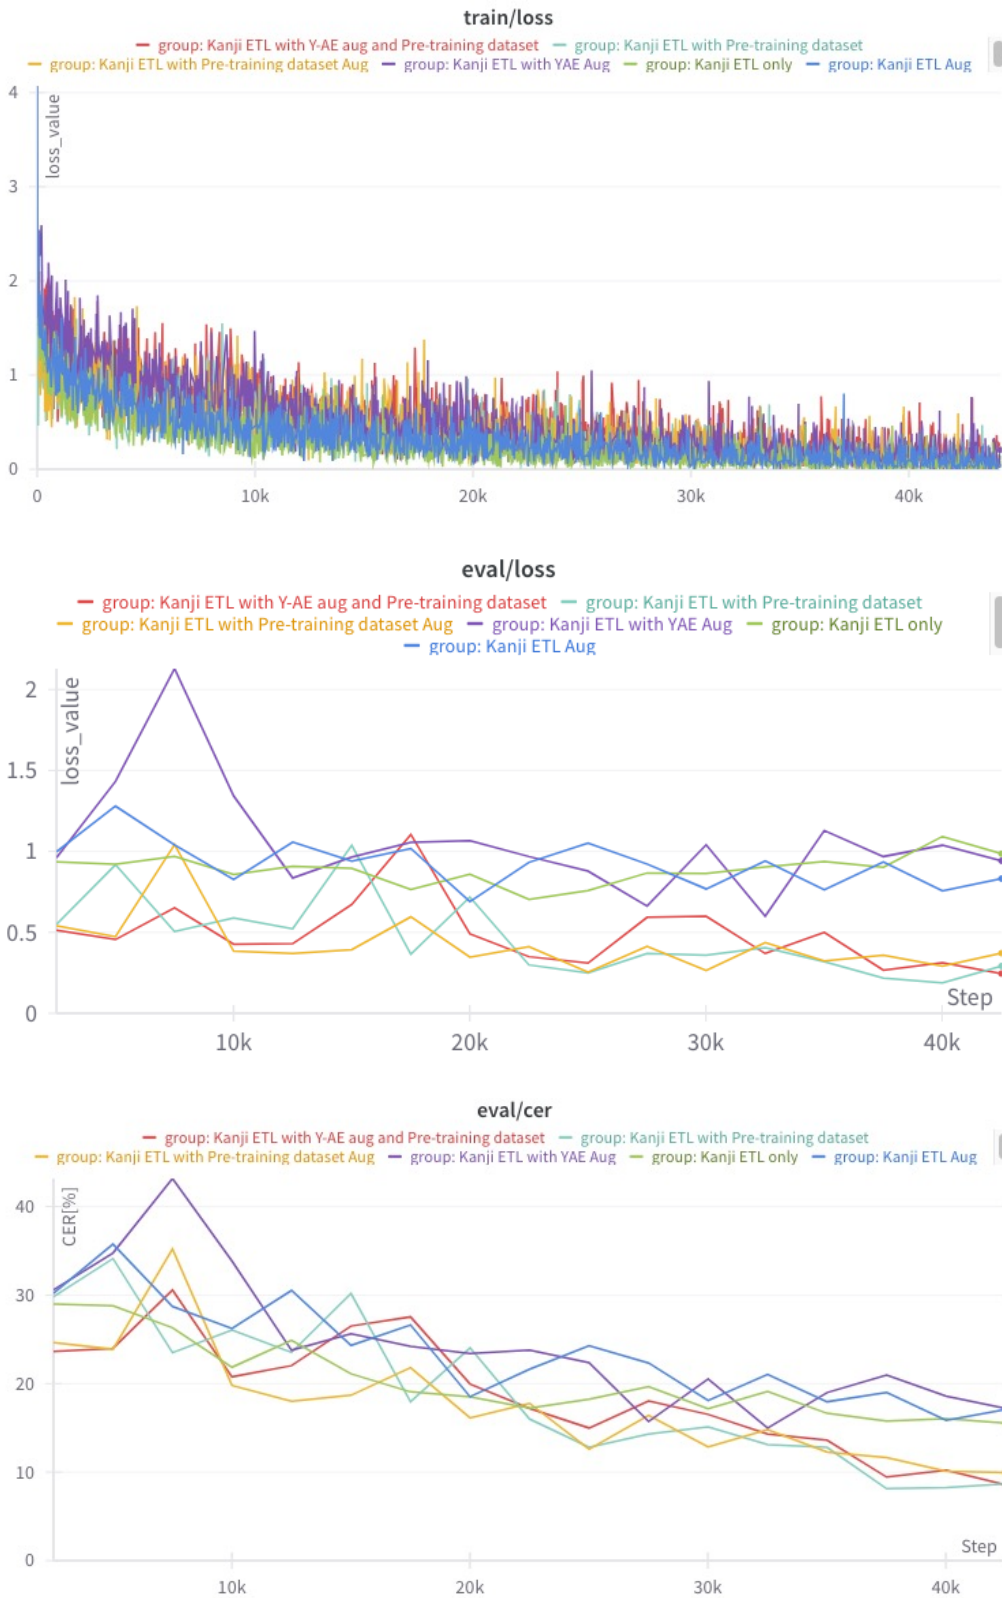 train/loss
group: Kanji ETL with Y-AE aug and Pre-training dataset group: Kanji ETL with Pre-training dataset
group: Kanji ETL with Pre-training dataset Aug group: Kanji ETL with YAE Aug group: Kanji ETL only group: Kanji ETL Aug
loss_value
4
3
2
1
0
0 10k 20k 30k 40k
eval/loss
group: Kanji ETL with Y-AE aug and Pre-training dataset group: Kanji ETL with Pre-training dataset
group: Kanji ETL with Pre-training dataset Aug group: Kanji ETL with YAE Aug group: Kanji ETL only
group: Kanji ETL Aug
loss_value
2
1.5
1
0.5
0
Step
10k 20k 30k 40k
eval/cer
group: Kanji ETL with Y-AE aug and Pre-training dataset group: Kanji ETL with Pre-training dataset
group: Kanji ETL with Pre-training dataset Aug group: Kanji ETL with YAE Aug group: Kanji ETL only group: Kanji ETL Aug
CER[%]
40
30
20
10
0
Step
10k 20k 30k 40k